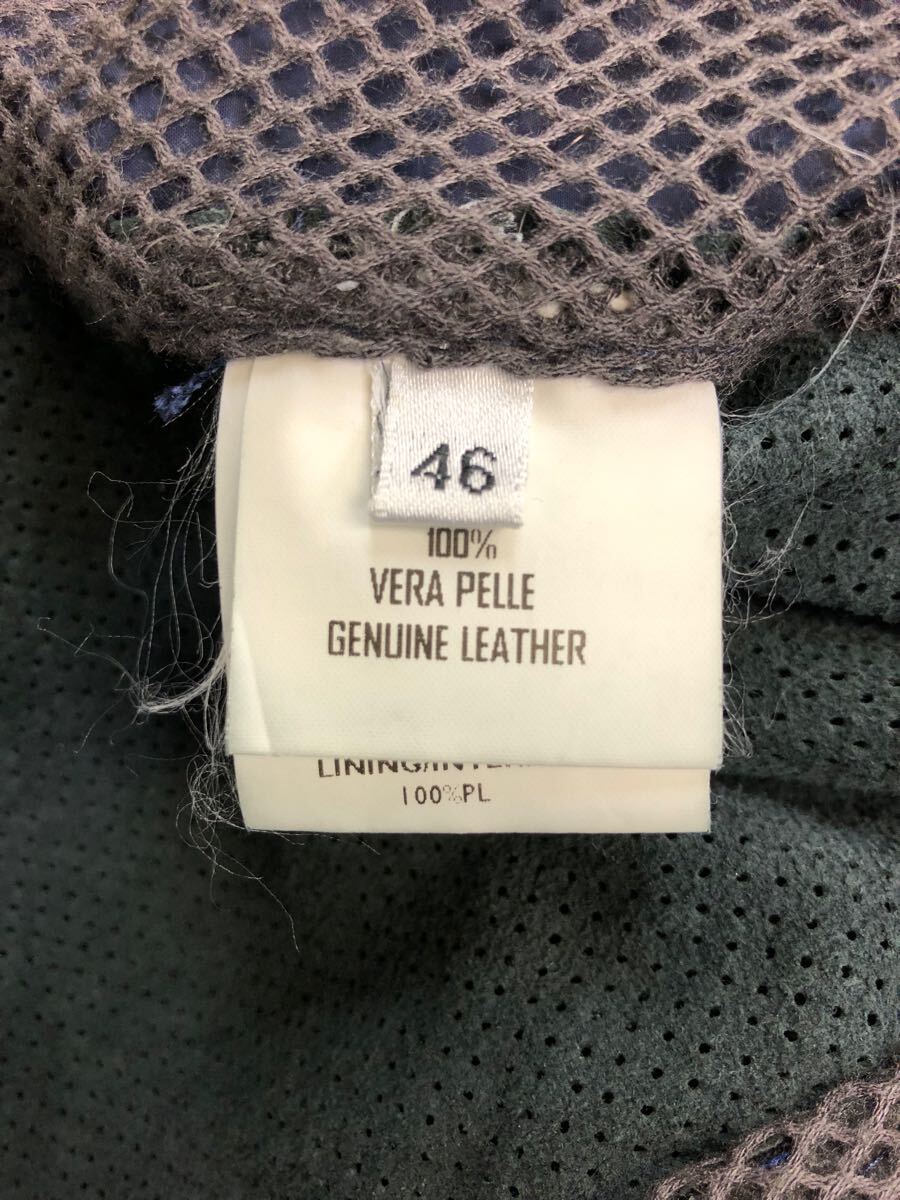 46
100%
VERA PELLE
GENUINE LEATHER
100%PL